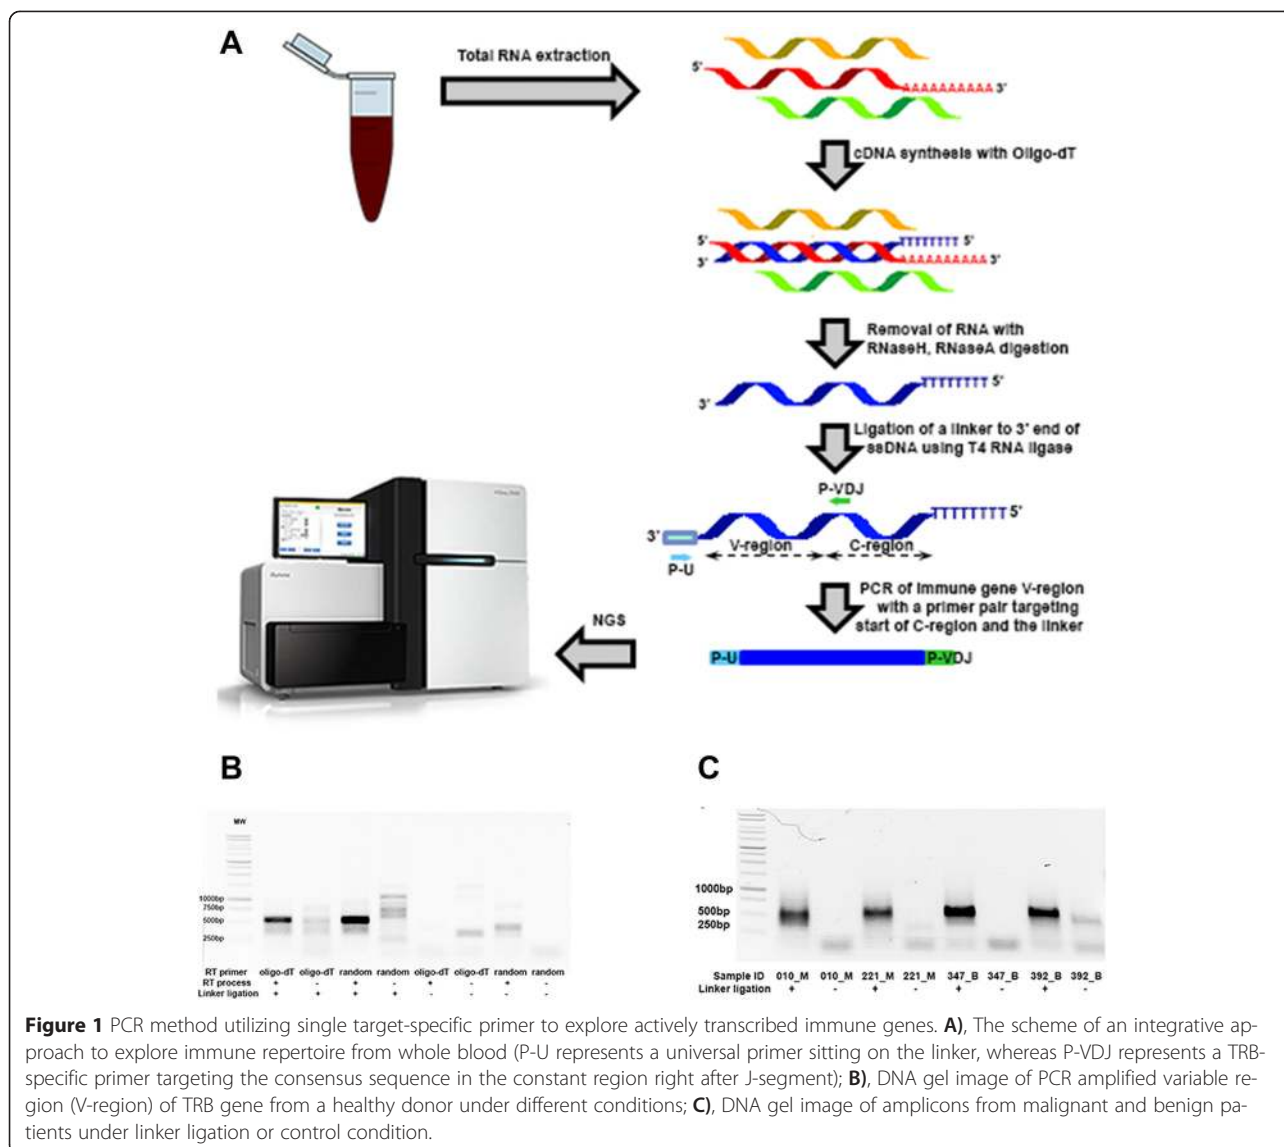 A
Total RNA extraction
5'
AAAAAAAAAA 3'
cDNA synthesis with Oligo-dT
5' TTTTTTTT 5'
3' AAAAAAAAAA 3'
Removal of RNA with
RNaseH, RNaseA digestion
TTTTTTTT 5'
3'
Ligation of a linker to 3' end of
ssDNA using T4 RNA ligase
P-VDJ
TTTTTTTT 5'
3'
V-region C-region
P-U
PCR of immune gene V-region
with a primer pair targeting
start of C-region and the linker
NGS
P-U P-VDJ
B
MW
1000bp
750bp
500bp
250bp
RT primer oligo-dT oligo-dT random random oligo-dT oligo-dT random random
RT process + - + - + - + -
Linker ligation + + + + - - - -
C
1000bp
500bp
250bp
Sample ID 010_M 010_M 221_M 221_M 347_B 347_B 392_B 392_B
Linker ligation + - + - + - + -
Figure 1 PCR method utilizing single target-specific primer to explore actively transcribed immune genes. A), The scheme of an integrative ap-
proach to explore immune repertoire from whole blood (P-U represents a universal primer sitting on the linker, whereas P-VDJ represents a TRB-
specific primer targeting the consensus sequence in the constant region right after J-segment); B), DNA gel image of PCR amplified variable re-
gion (V-region) of TRB gene from a healthy donor under different conditions; C), DNA gel image of amplicons from malignant and benign pa-
tients under linker ligation or control condition.